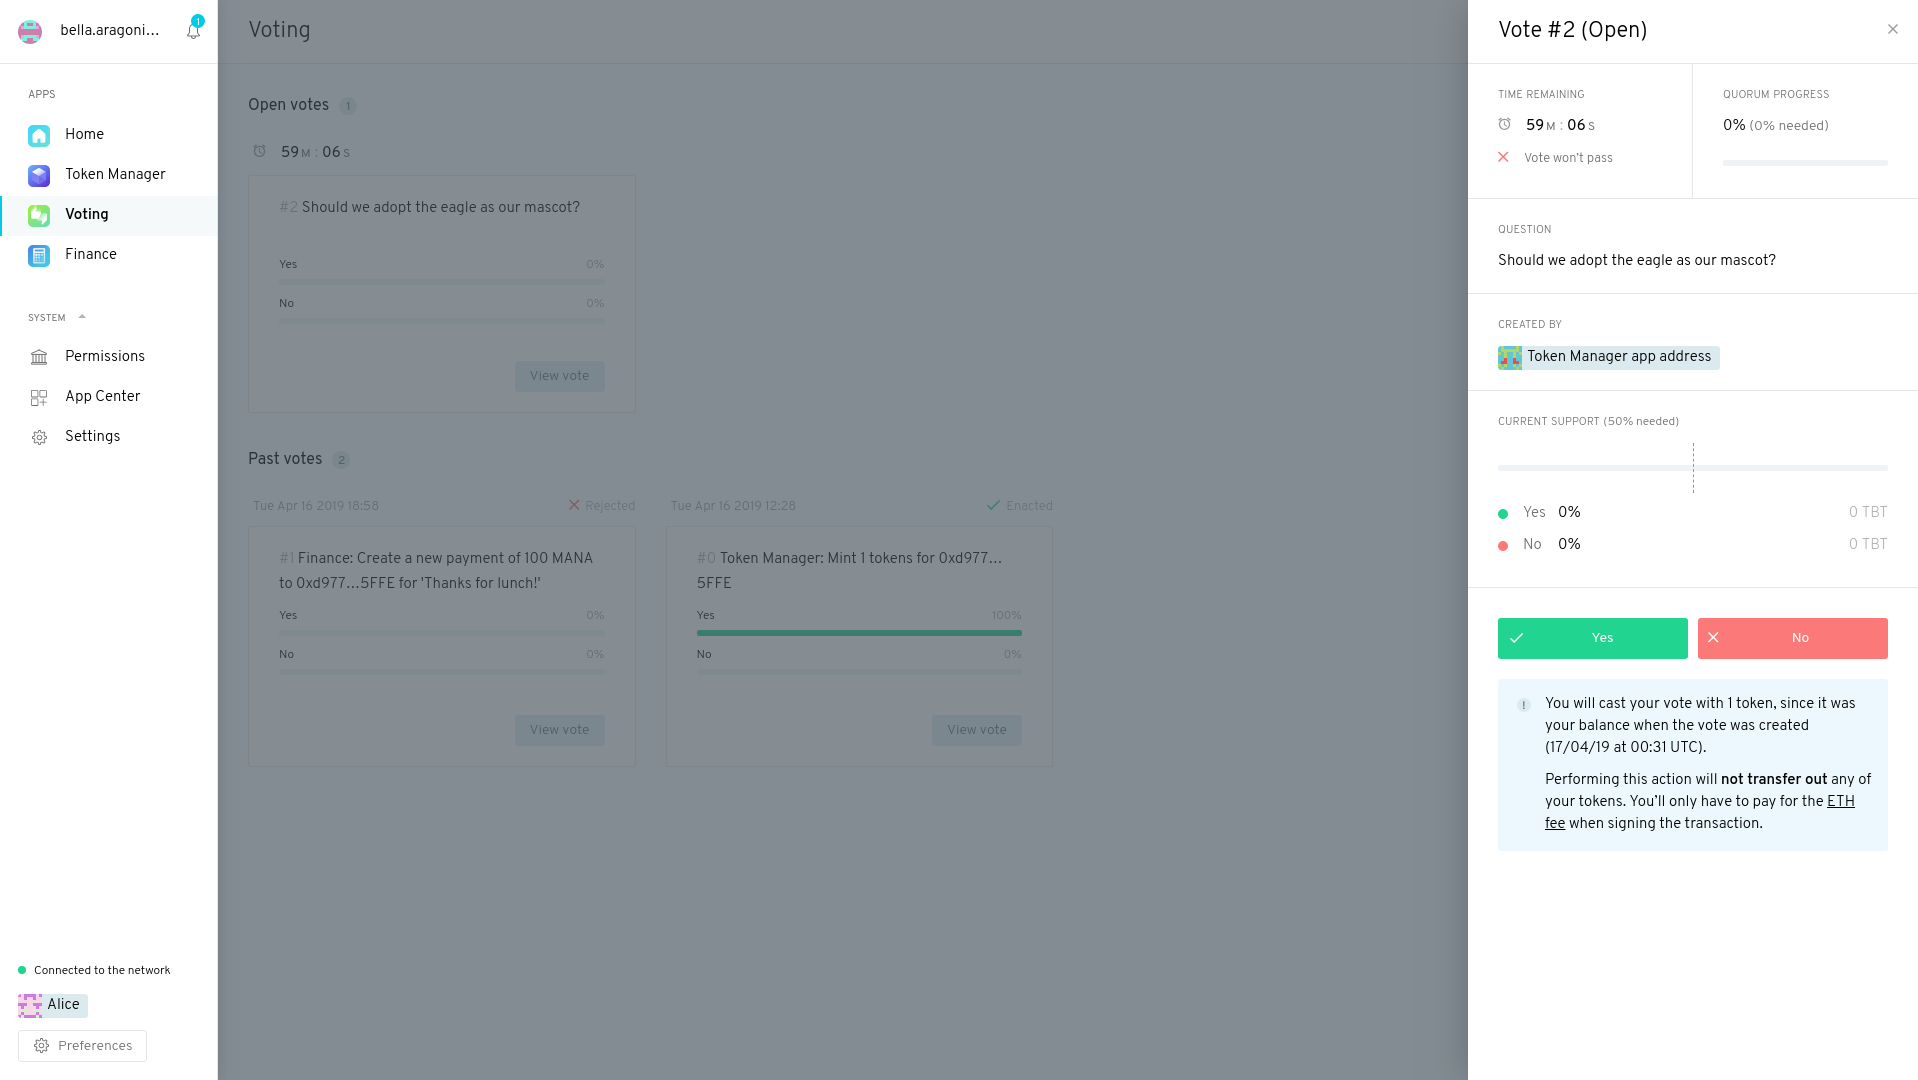 bella.aragoni...
1
APPS
Home
Token Manager
Voting
Finance
SYSTEM
Permissions
App Center
Settings
Connected to the network
Alice
Preferences
Voting
Open votes 1
59 M : 06 S
#2 Should we adopt the eagle as our mascot?
Yes 0%
No 0%
View vote
Past votes 2
Tue Apr 16 2019 18:58 Rejected
#1 Finance: Create a new payment of 100 MANA
to 0xd977...5FFE for 'Thanks for lunch!'
Yes 0%
No 0%
View vote
Tue Apr 16 2019 12:28 Enacted
#0 Token Manager: Mint 1 tokens for 0xd977...
5FFE
Yes 100%
No 0%
View vote
Vote #2 (Open)
TIME REMAINING
59 M : 06 S
Vote won't pass
QUORUM PROGRESS
0% (0% needed)
QUESTION
Should we adopt the eagle as our mascot?
CREATED BY
Token Manager app address
CURRENT SUPPORT (50% needed)
Yes 0% 0 TBT
No 0% 0 TBT
Yes
No
You will cast your vote with 1 token, since it was
your balance when the vote was created
(17/04/19 at 00:31 UTC).
Performing this action will not transfer out any of
your tokens. You'll only have to pay for the ETH
fee when signing the transaction.